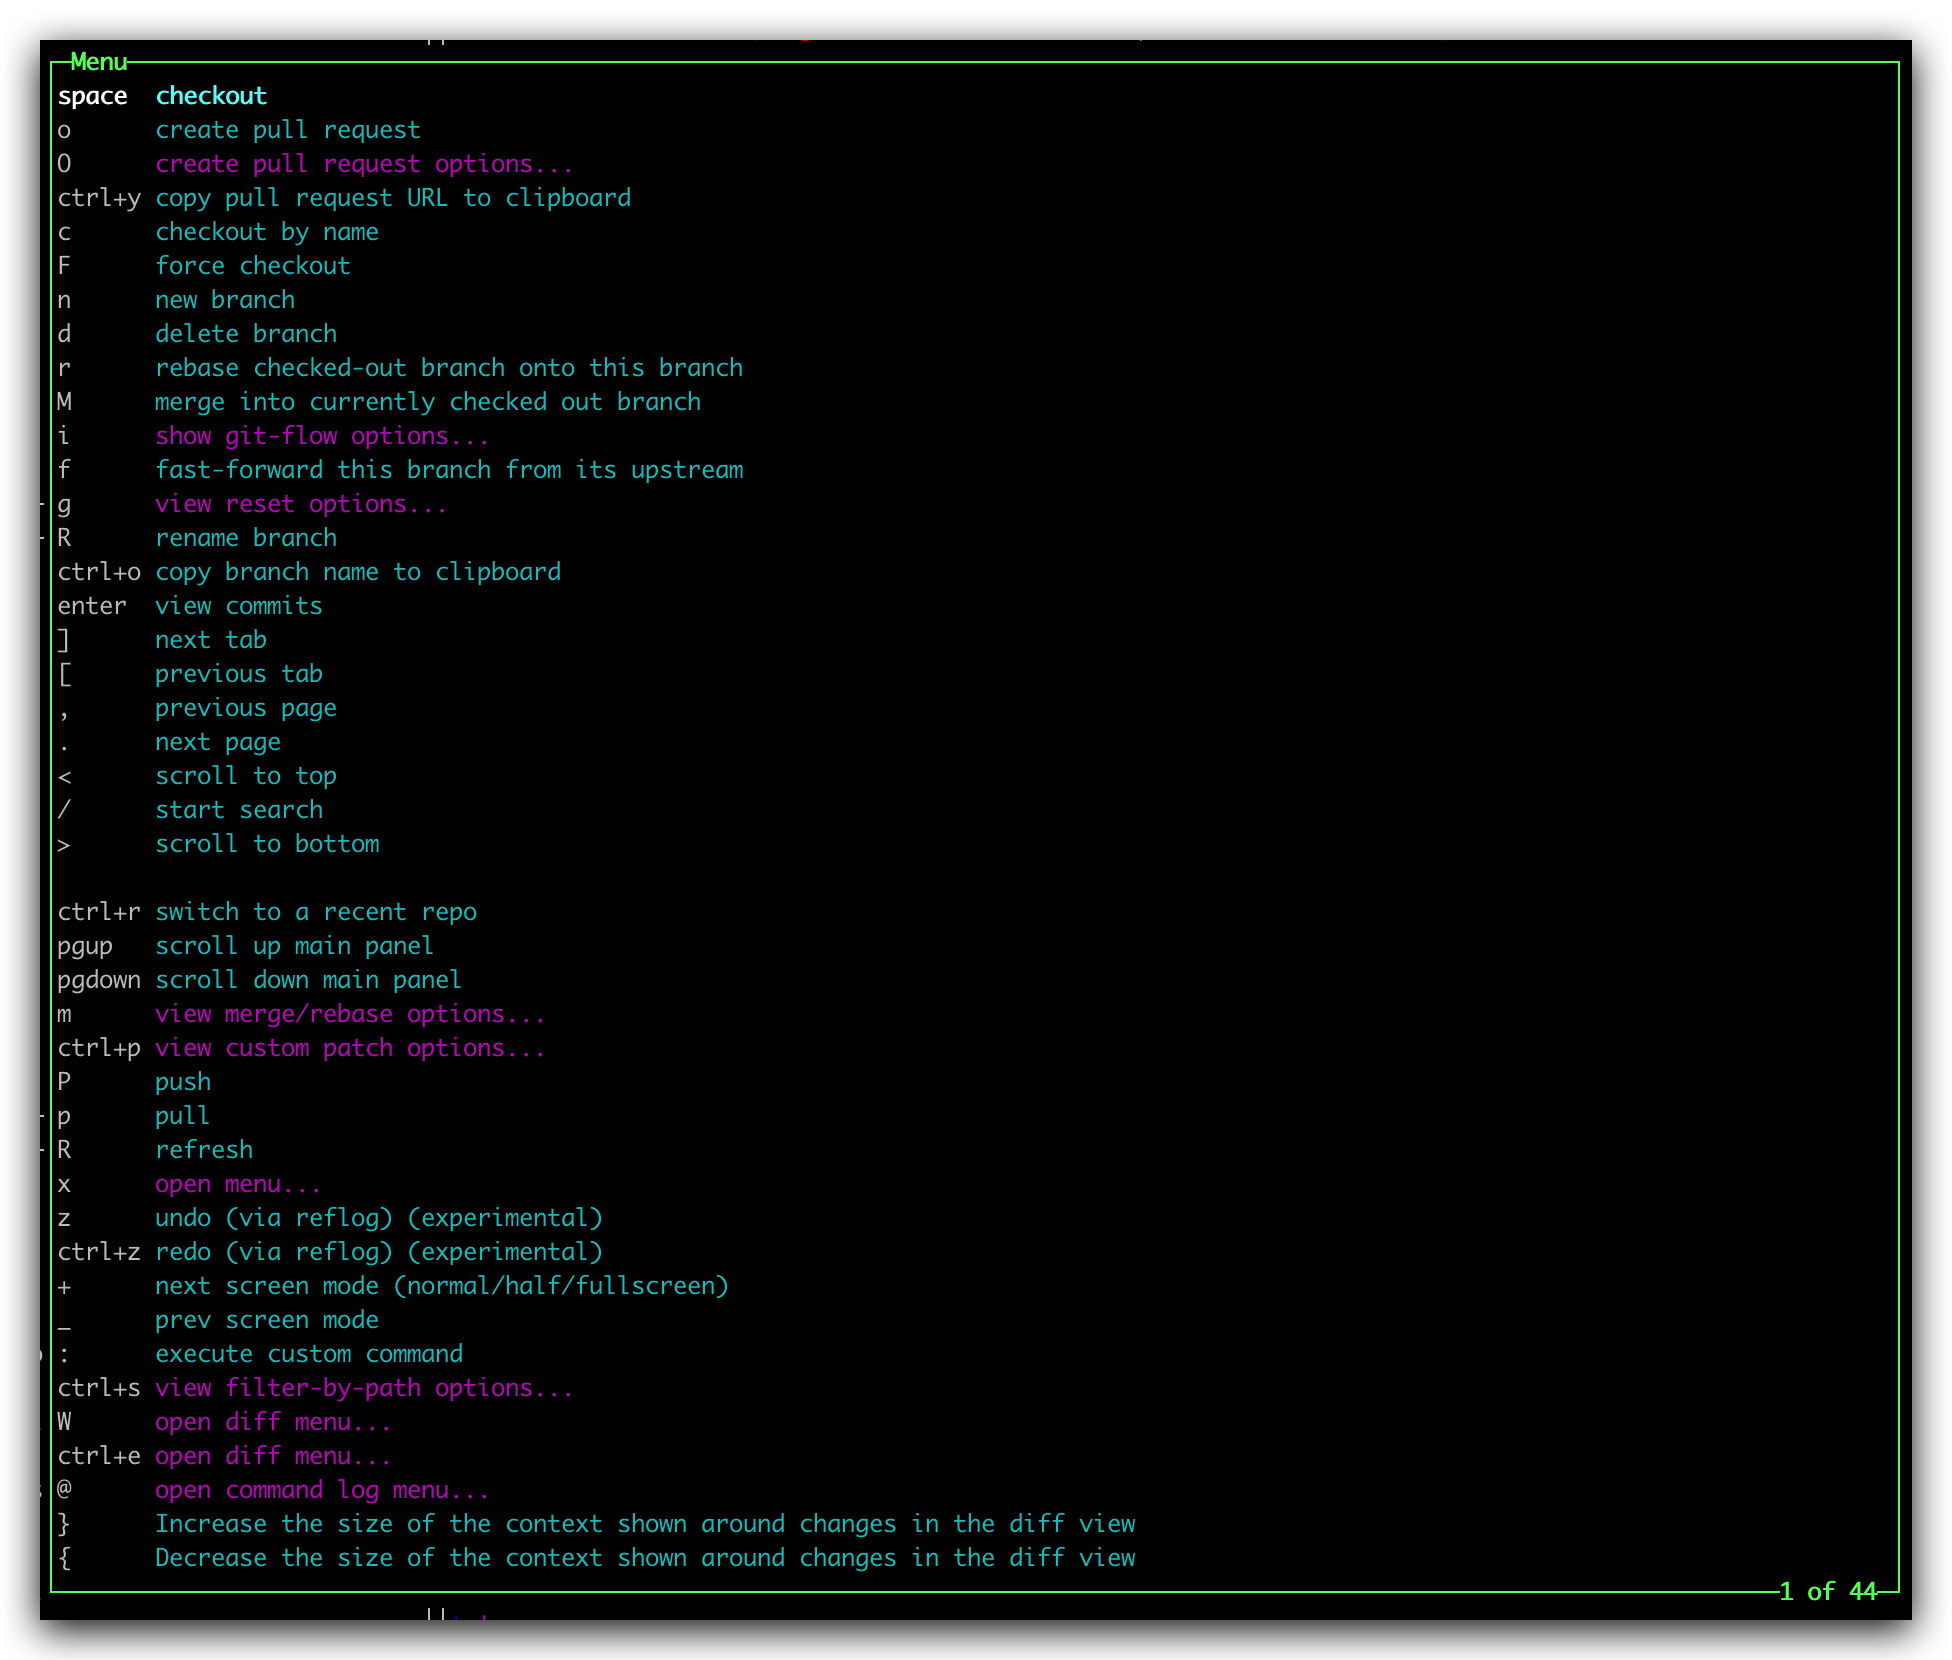 Menu
space checkout
o create pull request
O create pull request options...
ctrl+y copy pull request URL to clipboard
c checkout by name
F force checkout
n new branch
d delete branch
r rebase checked-out branch onto this branch
M merge into currently checked out branch
i show git-flow options...
f fast-forward this branch from its upstream
g view reset options...
R rename branch
ctrl+o copy branch name to clipboard
enter view commits
] next tab
[ previous tab
, previous page
. next page
< scroll to top
/ start search
> scroll to bottom
ctrl+r switch to a recent repo
pgup scroll up main panel
pgdown scroll down main panel
m view merge/rebase options...
ctrl+p view custom patch options...
P push
p pull
R refresh
x open menu...
z undo (via reflog) (experimental)
ctrl+z redo (via reflog) (experimental)
+ next screen mode (normal/half/fullscreen)
_ prev screen mode
: execute custom command
ctrl+s view filter-by-path options...
W open diff menu...
ctrl+e open diff menu...
@ open command log menu...
} Increase the size of the context shown around changes in the diff view
{ Decrease the size of the context shown around changes in the diff view
1 of 44